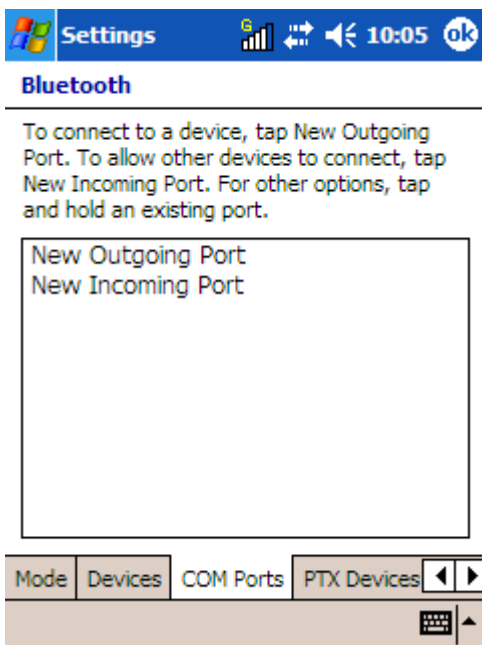 Settings G 10:05 ok
Bluetooth
To connect to a device, tap New Outgoing
Port. To allow other devices to connect, tap
New Incoming Port. For other options, tap
and hold an existing port.
New Outgoing Port
New Incoming Port
Mode Devices COM Ports PTX Devices